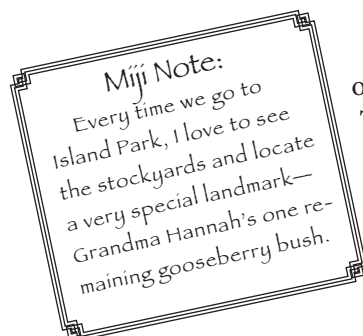 Miji Note:
Every time we go to
Island Park, I love to see
the stockyards and locate
a very special landmark—
Grandma Hannah's one re-
maining gooseberry bush.